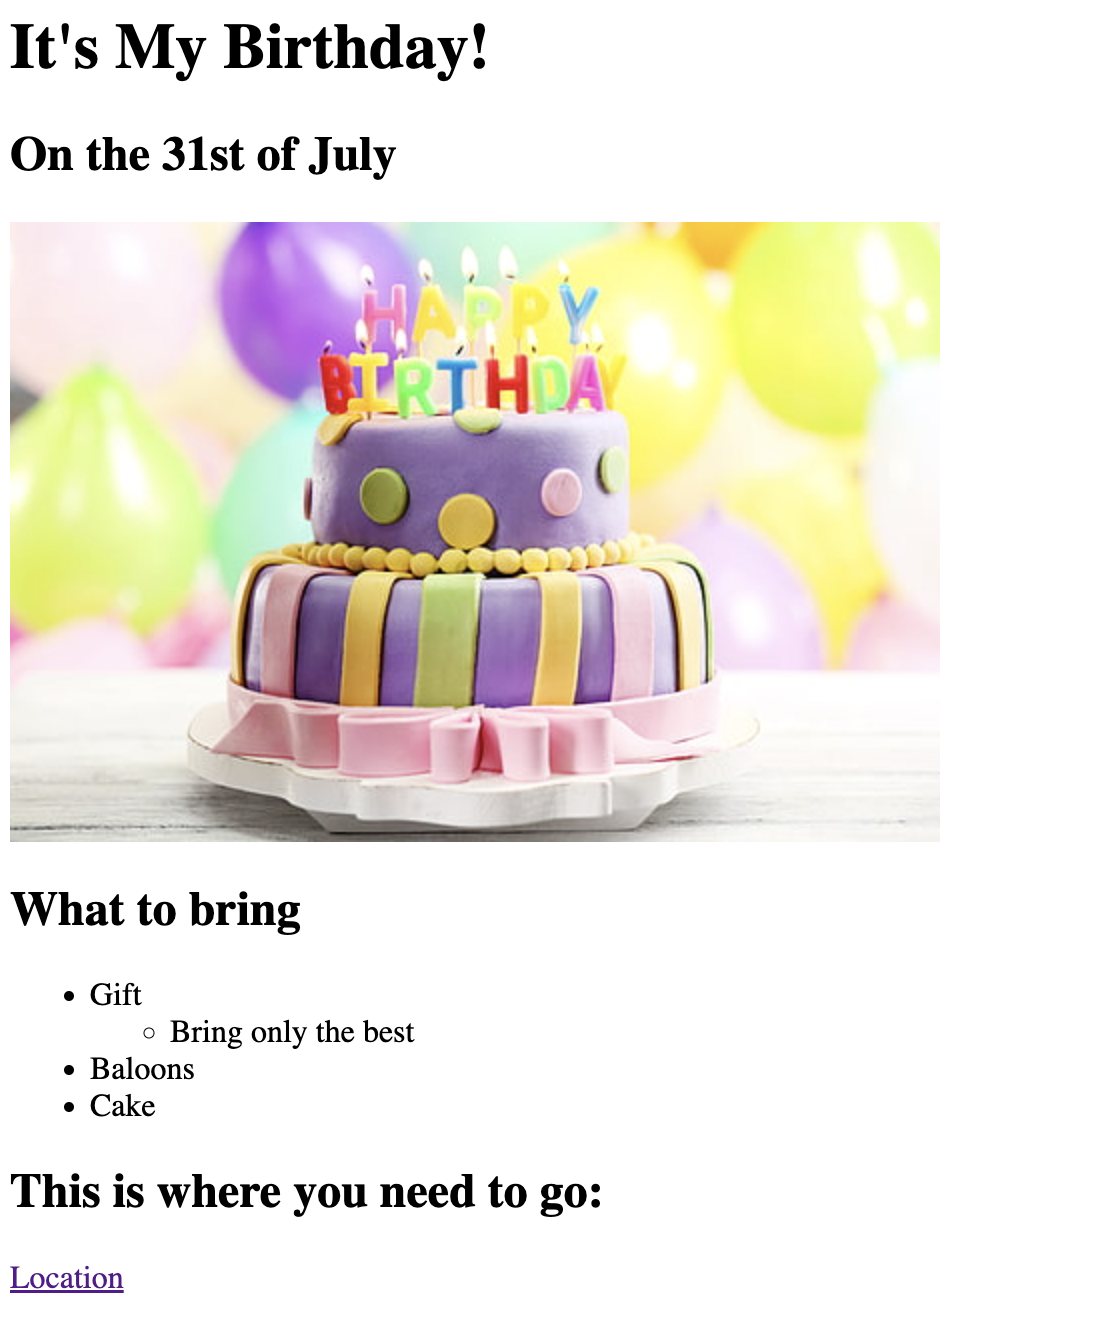 It's My Birthday!
On the 31st of July
HAPPY
BIRTHDAY
What to bring
Gift
Bring only the best
Baloons
Cake
This is where you need to go:
Location